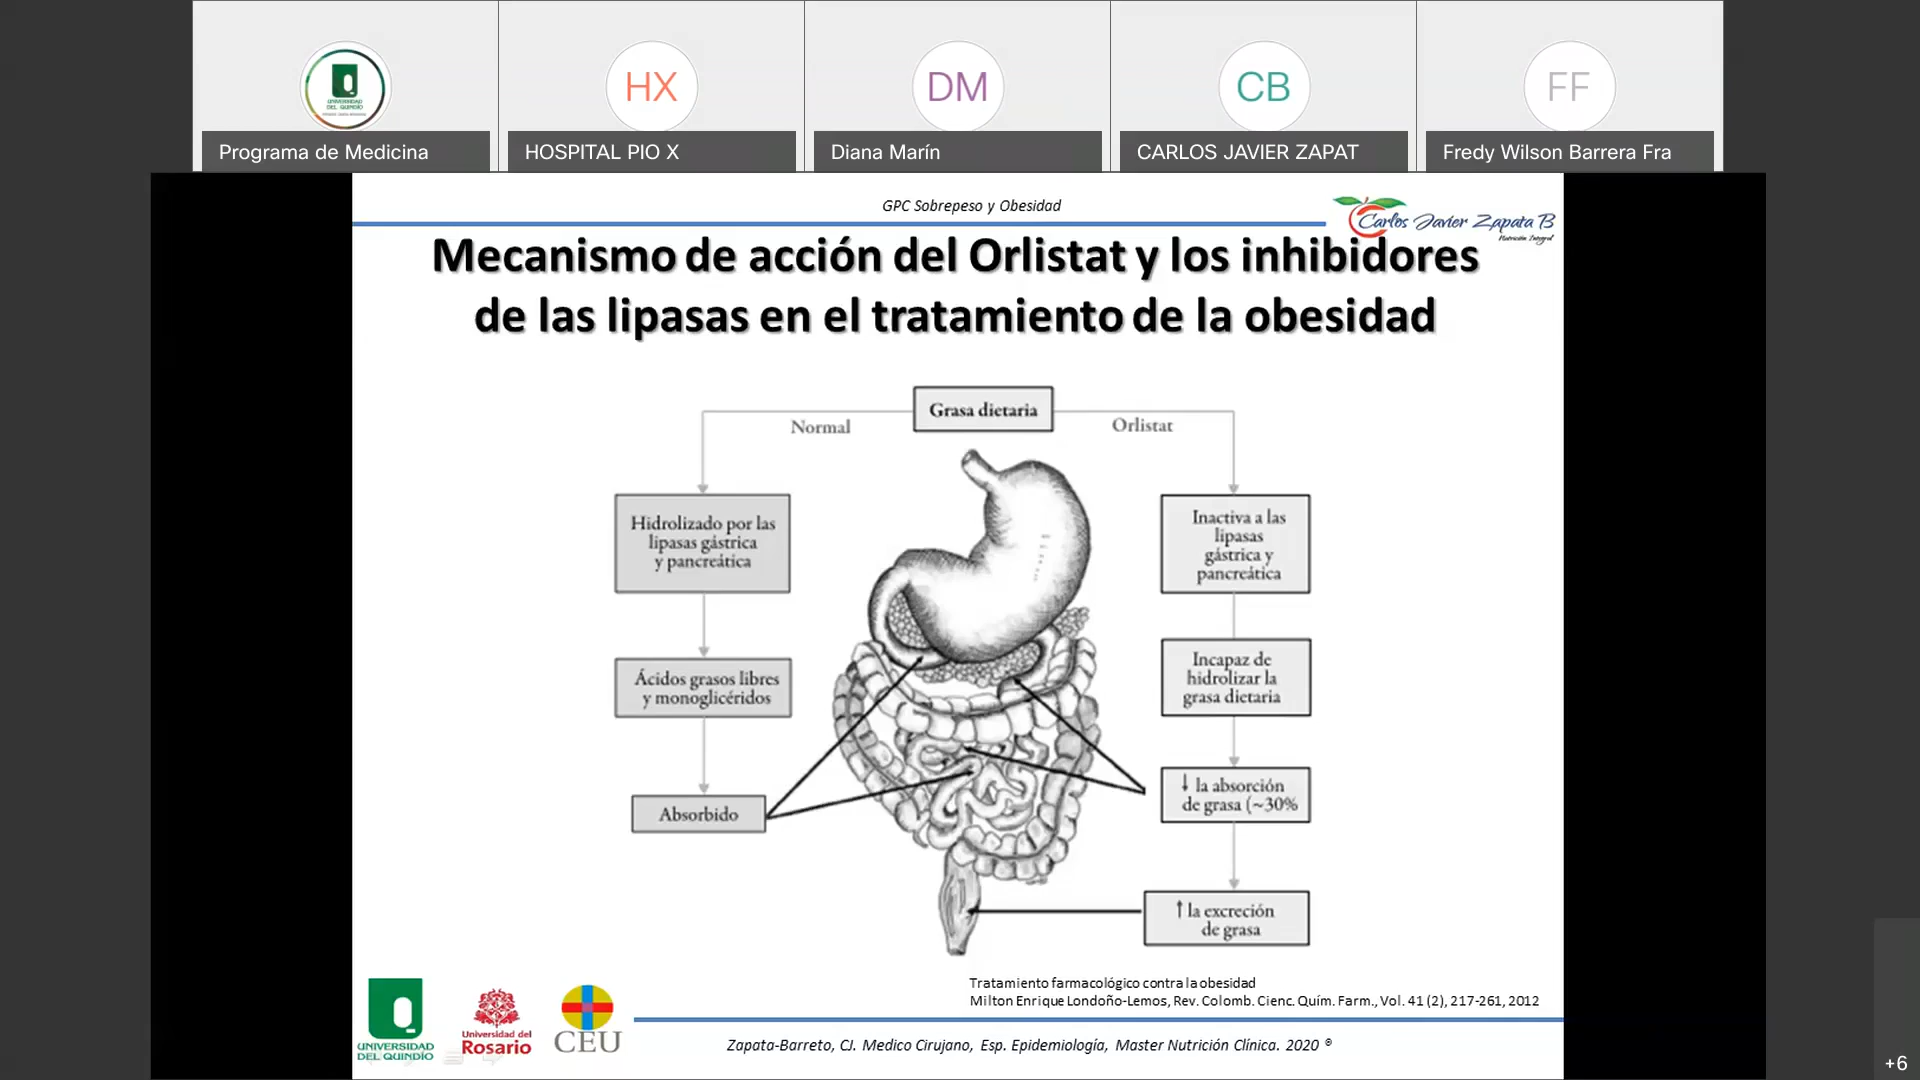 UNIVERSIDAD
DEL QUINDÍO
HX
DM
CB
FF
Programa de Medicina
HOSPITAL PIO X
Diana Marín
CARLOS JAVIER ZAPAT
Fredy Wilson Barrera Fra
GPC Sobrepeso y Obesidad
Carlos Javier Zapata B
Nutrición Integral
Mecanismo de acción del Orlistat y los inhibidores
de las lipasas en el tratamiento de la obesidad
Grasa dietaria
Normal
Orlistat
Hidrolizado por las
lipasas gástrica
y pancreática
Inactiva a las
lipasas
gástrica y
pancreática
Ácidos grasos libres
y monoglicéridos
Incapaz de
hidrolizar la
grasa dietaria
Absorbido
↓ la absorción
de grasa (~30%
↑ la excreción
de grasa
Tratamiento farmacológico contra la obesidad
Milton Enrique Londoño-Lemos, Rev. Colomb. Cienc. Quím. Farm., Vol. 41 (2), 217-261, 2012
UNIVERSIDAD
DEL QUINDÍO
Universidad del
Rosario
CEU
Zapata-Barreto, CJ. Medico Cirujano, Esp. Epidemiología, Master Nutrición Clínica. 2020 ®
+6